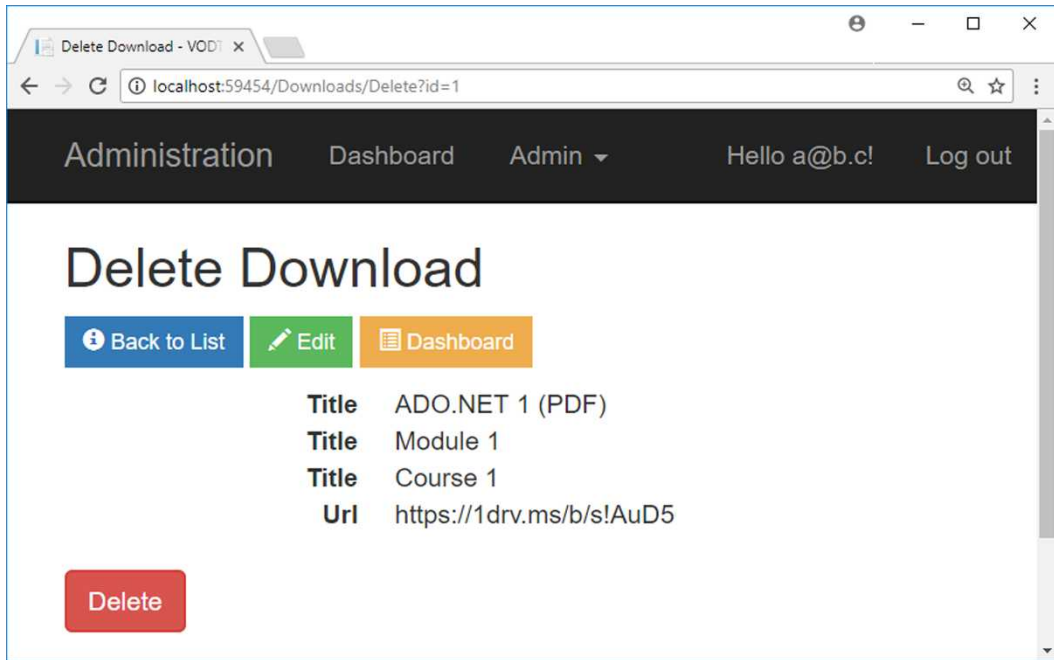 Delete Download - VODT
localhost:59454/Downloads/Delete?id=1
Administration Dashboard Admin Hello a@b.c! Log out
Delete Download
Back to List Edit Dashboard
Title ADO.NET 1 (PDF)
Title Module 1
Title Course 1
Url https://1drv.ms/b/s!AuD5
Delete